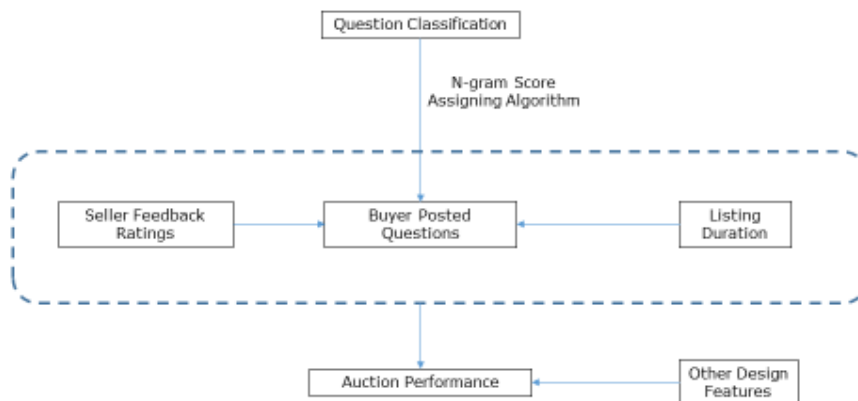 Question Classification
N-gram Score
Assigning Algorithm
Seller Feedback
Ratings
Buyer Posted
Questions
Listing
Duration
Auction Performance
Other Design
Features